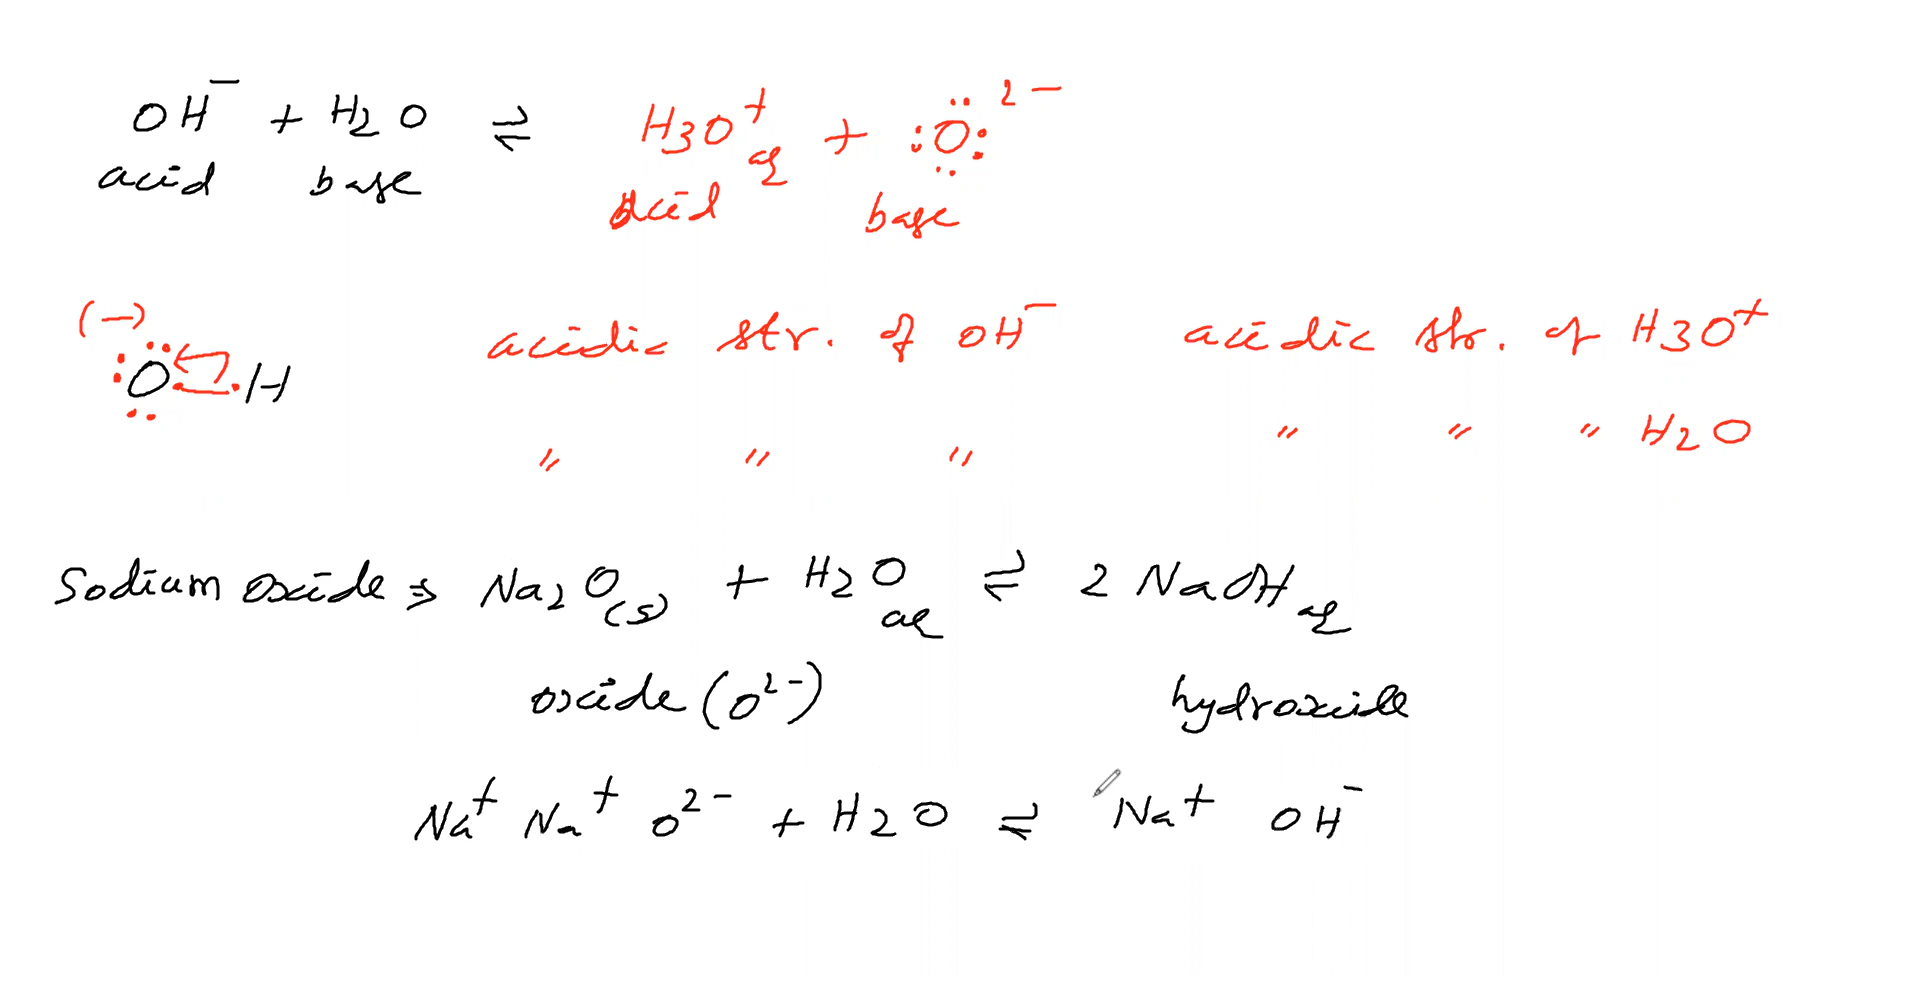 OH⁻ + H2O ⇌ H3O⁺ aq + :Ö:²⁻
acid base acid base
(−)
:O: H acidic str. of OH⁻ acidic str. of H3O⁺
" " " " " " H2O
Sodium oxide ⇒ Na2O(s) + H2O aq ⇌ 2 NaOH aq
oxide (O²⁻) hydroxide
Na⁺ Na⁺ O²⁻ + H2O ⇌ Na⁺ OH⁻